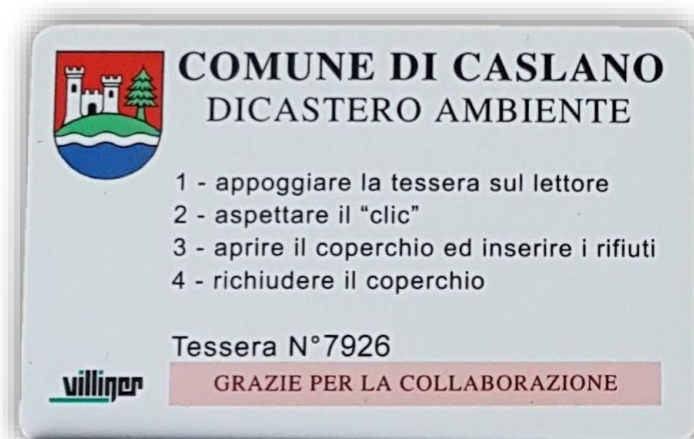 COMUNE DI CASLANO
DICASTERO AMBIENTE
1 - appoggiare la tessera sul lettore
2 - aspettare il “clic”
3 - aprire il coperchio ed inserire i rifiuti
4 - richiudere il coperchio
Tessera N°7926
villiger
GRAZIE PER LA COLLABORAZIONE